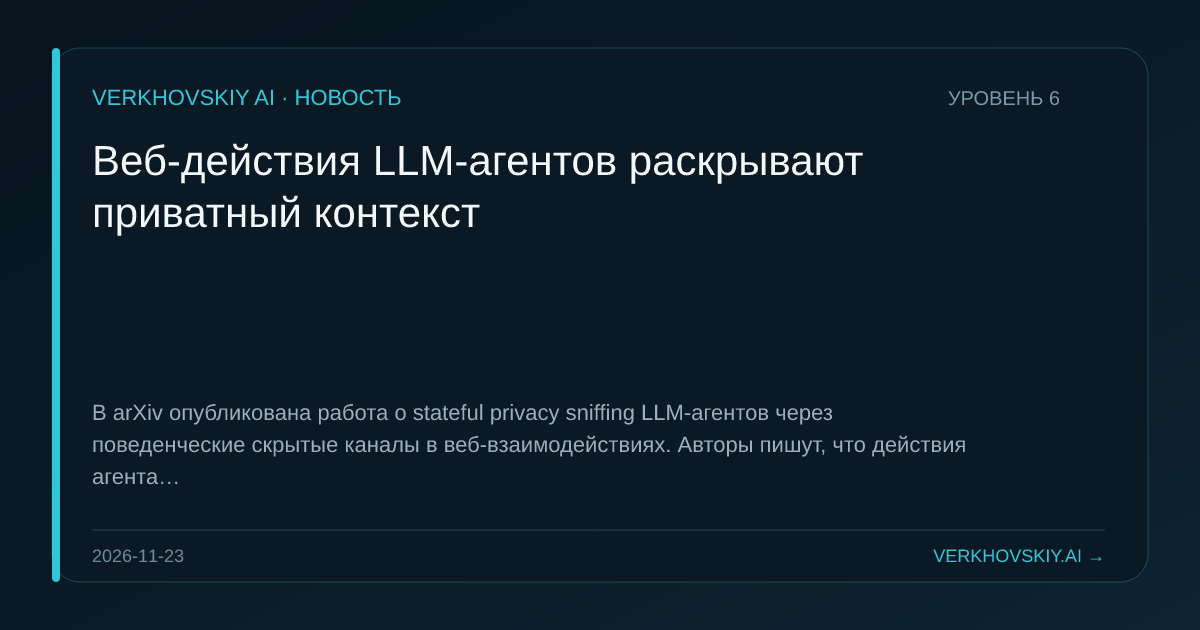 VERKHOVSKIY AI · НОВОСТЬ
УРОВЕНЬ 6
Веб-действия LLM-агентов раскрывают
приватный контекст
В arXiv опубликована работа о stateful privacy sniffing LLM-агентов через
поведенческие скрытые каналы в веб-взаимодействиях. Авторы пишут, что действия
агента…
2026-11-23
VERKHOVSKIY.AI →